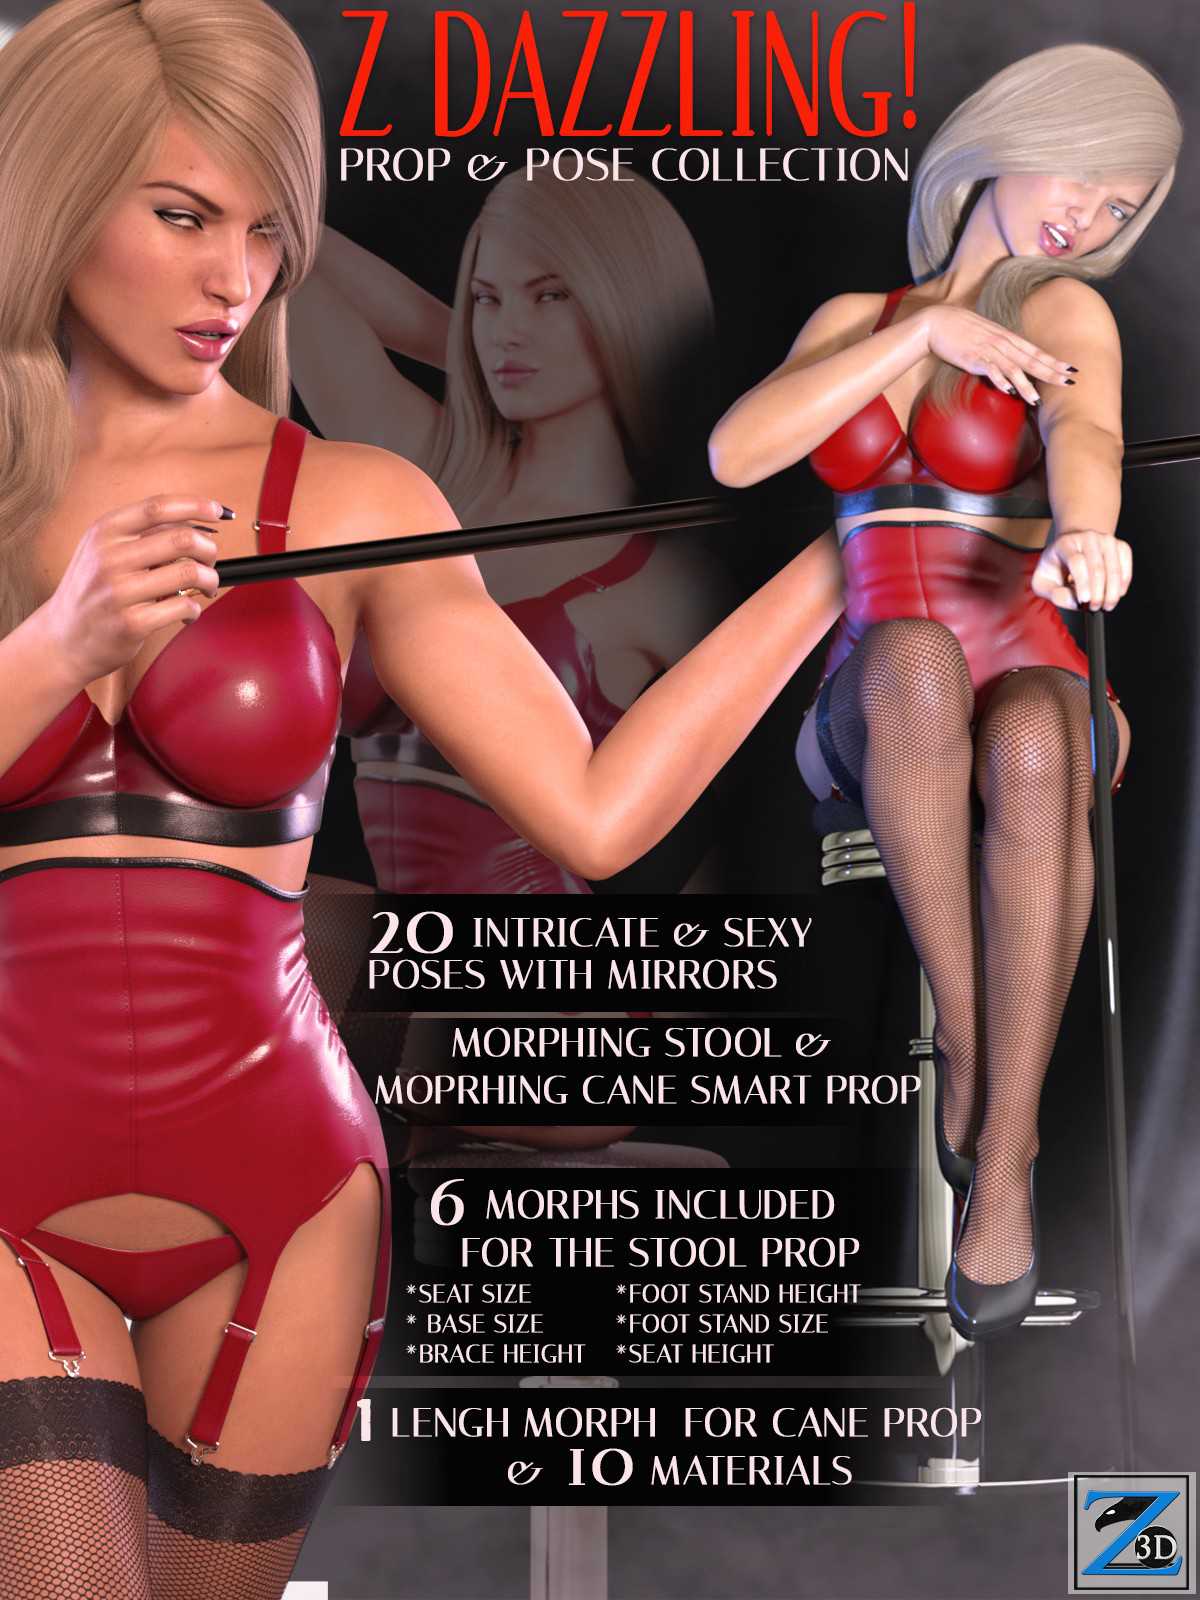 Z DAZZLING!
PROP & POSE COLLECTION
20 INTRICATE & SEXY
POSES WITH MIRRORS
MORPHING STOOL &
MOPRHING CANE SMART PROP
6 MORPHS INCLUDED
FOR THE STOOL PROP
*SEAT SIZE *FOOT STAND HEIGHT
* BASE SIZE *FOOT STAND SIZE
*BRACE HEIGHT *SEAT HEIGHT
1 LENGH MORPH FOR CANE PROP
& 10 MATERIALS
Z 3D